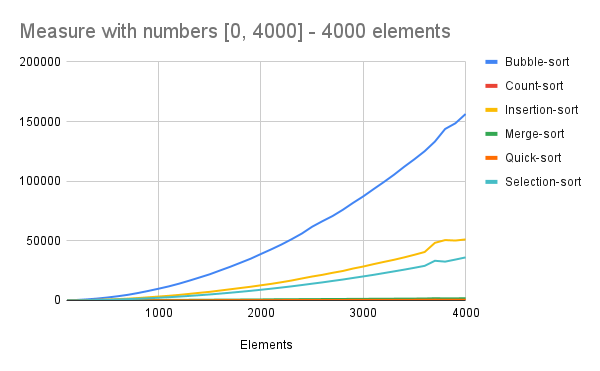 Measure with numbers [0, 4000] - 4000 elements
200000
150000
100000
50000
0
1000
2000
3000
4000
Elements
Bubble-sort
Count-sort
Insertion-sort
Merge-sort
Quick-sort
Selection-sort